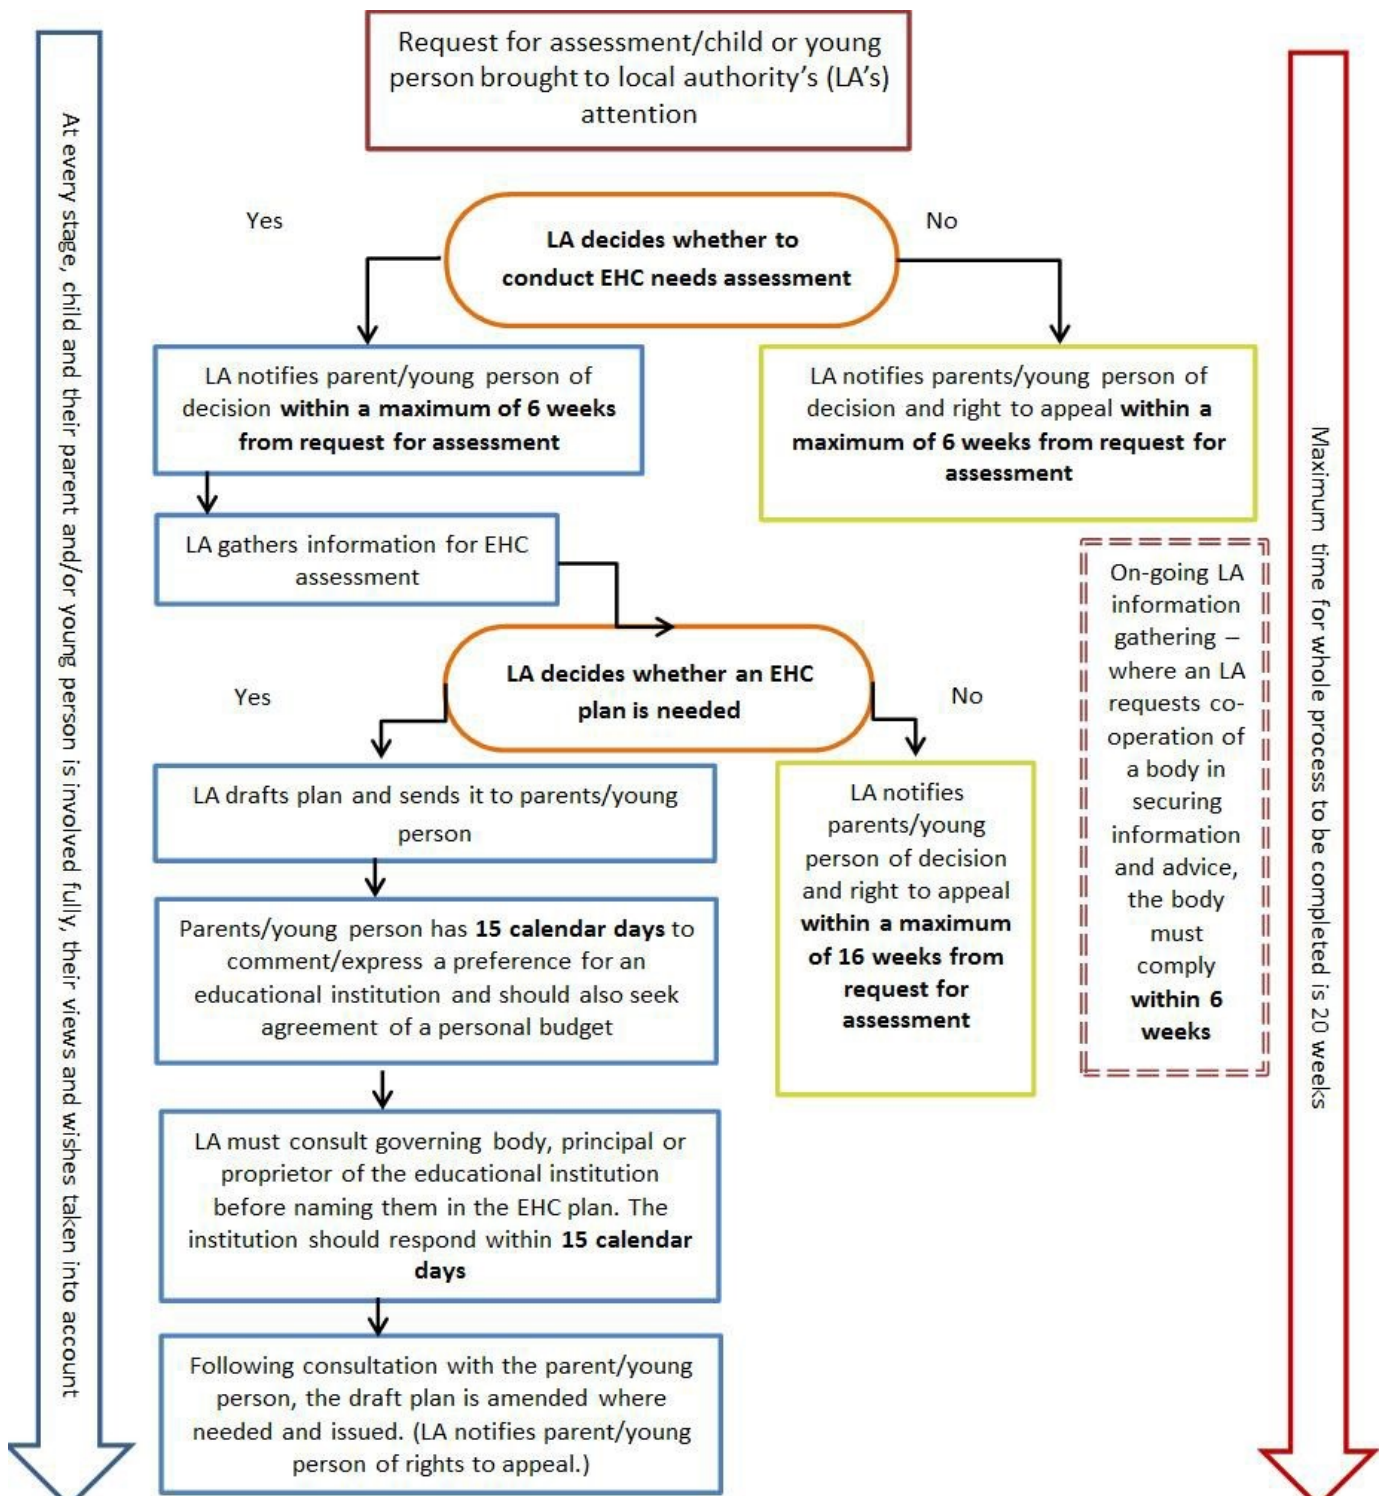 Request for assessment/child or young
person brought to local authority's (LA's)
attention
Yes
No
LA decides whether to
conduct EHC needs assessment
LA notifies parent/young person of
decision within a maximum of 6 weeks
from request for assessment
LA notifies parents/young person of
decision and right to appeal within a
maximum of 6 weeks from request for
assessment
LA gathers information for EHC
assessment
On-going LA
information
gathering –
where an LA
requests co-
operation of
a body in
securing
information
and advice,
the body
must
comply
within 6
weeks
LA decides whether an EHC
plan is needed
Yes
No
LA drafts plan and sends it to parents/young
person
LA notifies
parents/young
person of decision
and right to appeal
within a maximum
of 16 weeks from
request for
assessment
Parents/young person has 15 calendar days to
comment/express a preference for an
educational institution and should also seek
agreement of a personal budget
LA must consult governing body, principal or
proprietor of the educational institution
before naming them in the EHC plan. The
institution should respond within 15 calendar
days
Following consultation with the parent/young
person, the draft plan is amended where
needed and issued. (LA notifies parent/young
person of rights to appeal.)
At every stage, child and their parent and/or young person is involved fully, their views and wishes taken into account
Maximum time for whole process to be completed is 20 weeks